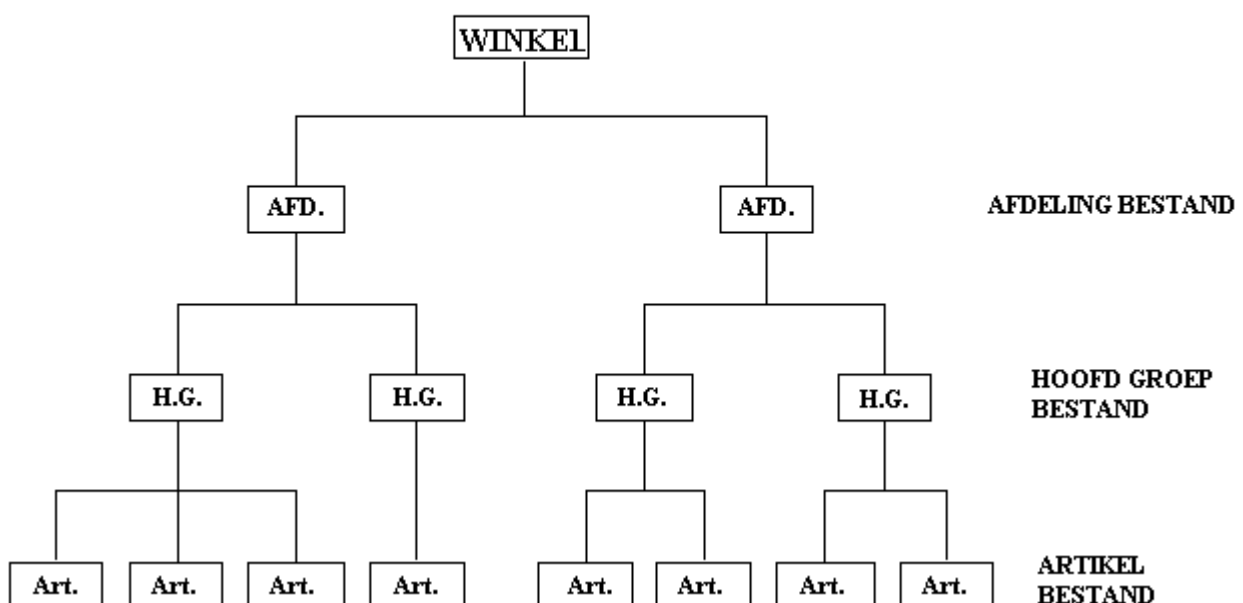 WINKEL
AFD.
AFD.
AFDELING BESTAND
H.G.
H.G.
H.G.
H.G.
HOOFD GROEP
BESTAND
Art.
Art.
Art.
Art.
Art.
Art.
Art.
Art.
ARTIKEL
BESTAND